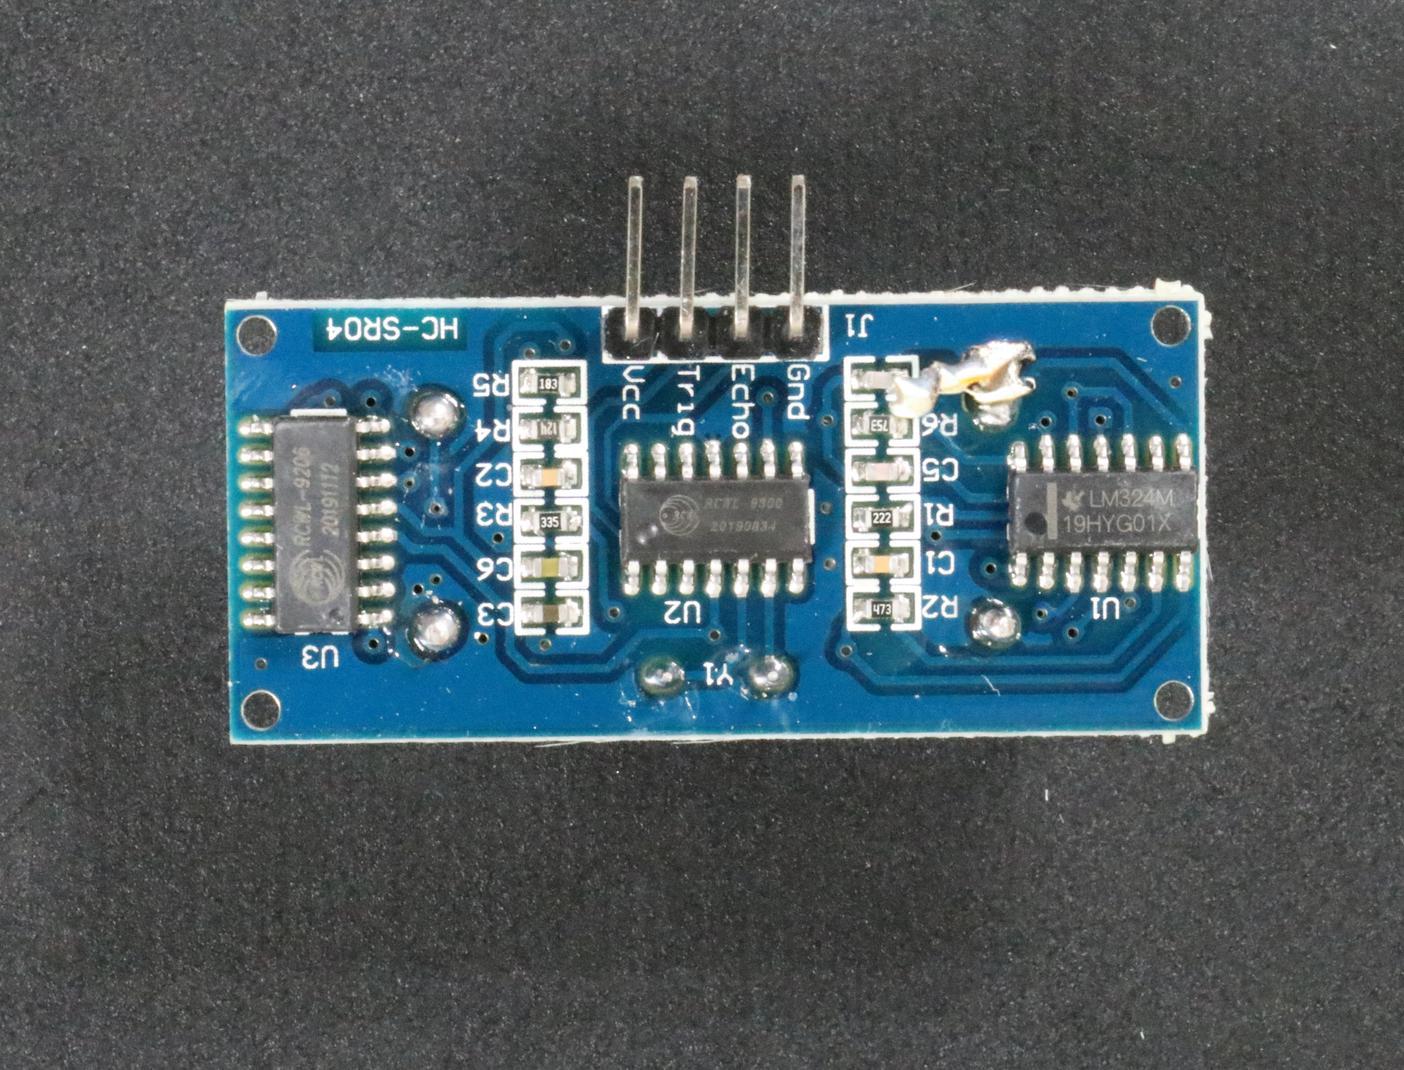 HC-SR04
J1
Vcc
Trig
Echo
Gnd
R5
183
R4
124
C2
R3
335
C6
C3
R6
753
C5
R1
222
C1
R2
473
U3
RCWL-9206
20191112
U2
RCWL 9300
20190834
Y1
U1
LM324M
19HYG01X